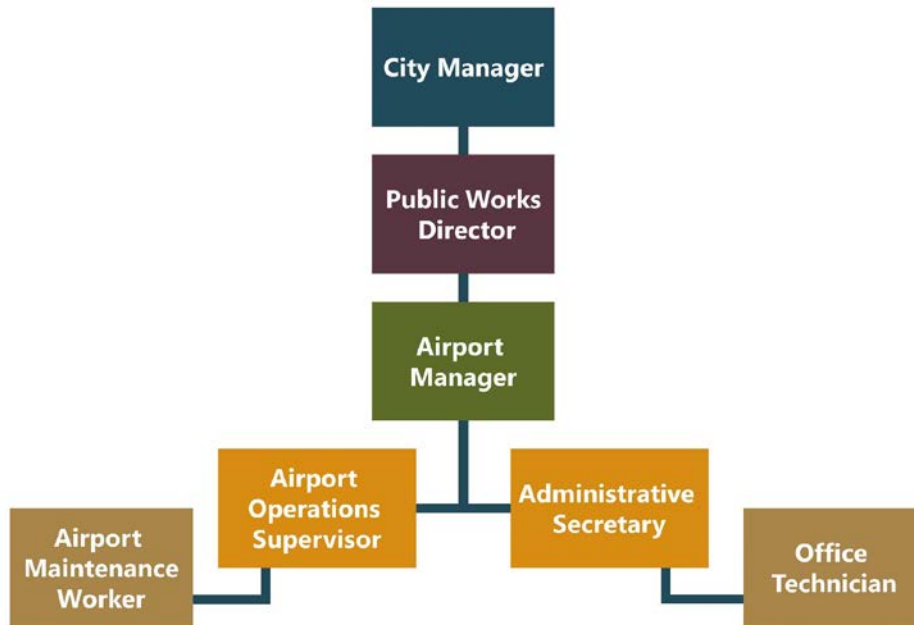 City Manager
Public Works
Director
Airport
Manager
Airport
Operations
Supervisor
Administrative
Secretary
Airport
Maintenance
Worker
Office
Technician